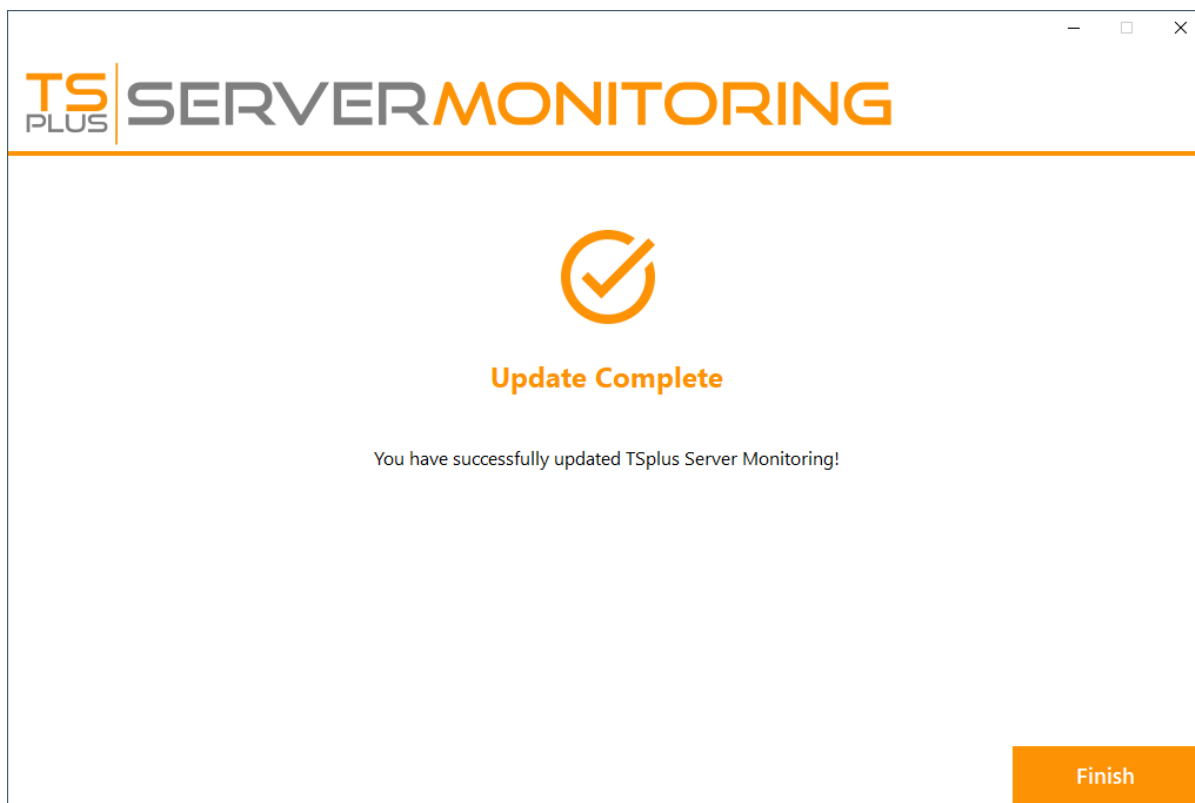 TS PLUS SERVERMONITORING
Update Complete
You have successfully updated TSplus Server Monitoring!
Finish